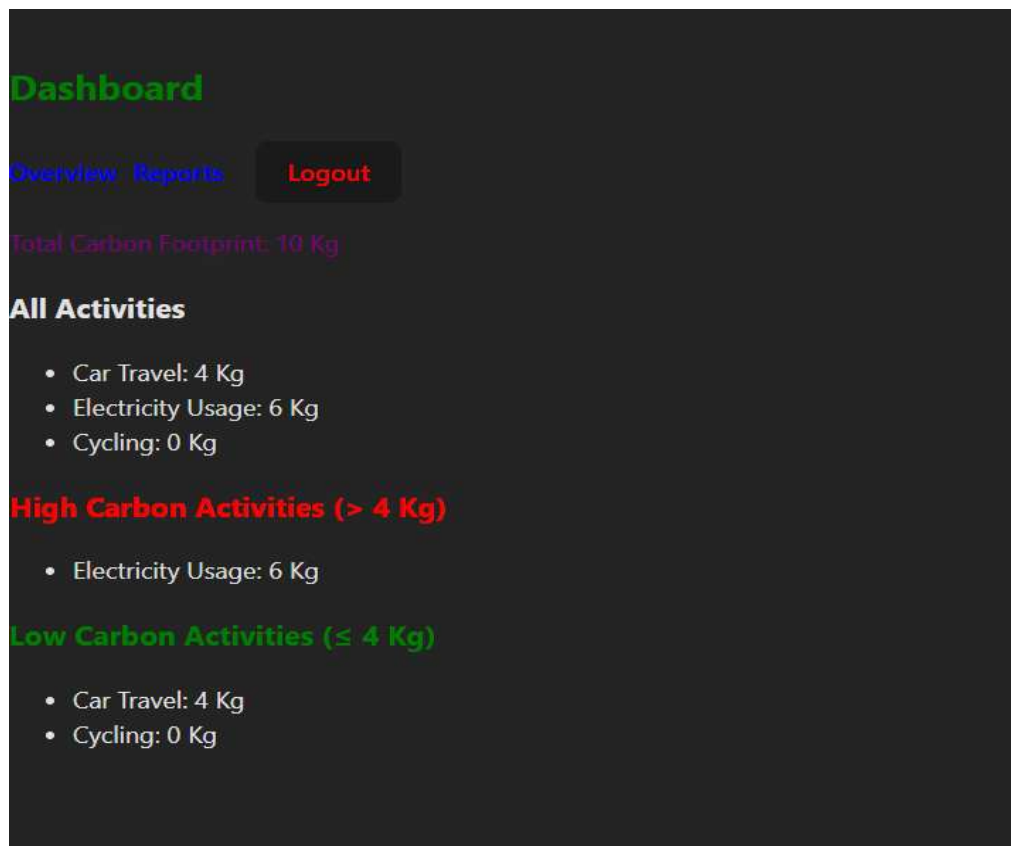 Dashboard
Overview Reports Logout
Total Carbon Footprint: 10 Kg
All Activities
• Car Travel: 4 Kg
• Electricity Usage: 6 Kg
• Cycling: 0 Kg
High Carbon Activities (> 4 Kg)
• Electricity Usage: 6 Kg
Low Carbon Activities (≤ 4 Kg)
• Car Travel: 4 Kg
• Cycling: 0 Kg